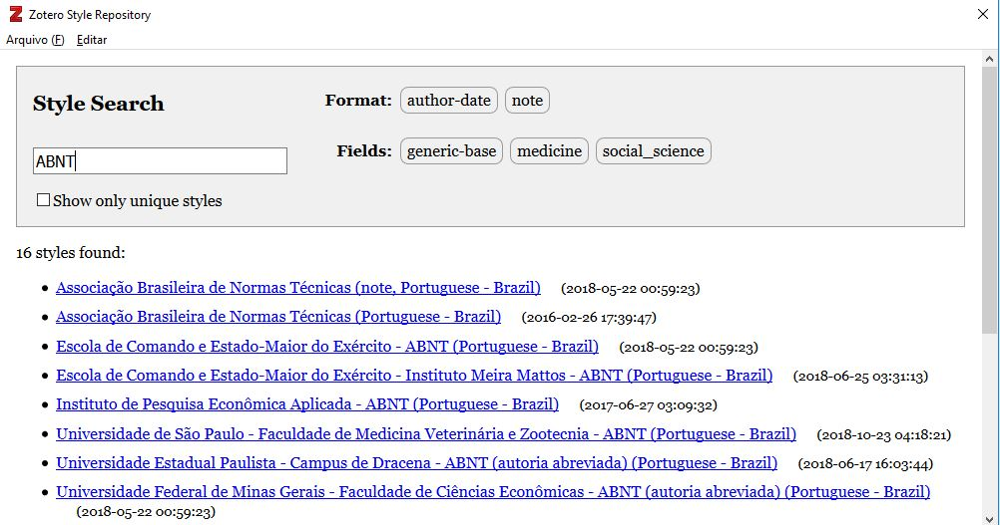 Zotero Style Repository
Arquivo (F) Editar
Style Search
Format: author-date note
ABNT
Fields: generic-base medicine social_science
Show only unique styles
16 styles found:
Associação Brasileira de Normas Técnicas (note, Portuguese - Brazil) (2018-05-22 00:59:23)
Associação Brasileira de Normas Técnicas (Portuguese - Brazil) (2016-02-26 17:39:47)
Escola de Comando e Estado-Maior do Exército - ABNT (Portuguese - Brazil) (2018-05-22 00:59:23)
Escola de Comando e Estado-Maior do Exército - Instituto Meira Mattos - ABNT (Portuguese - Brazil) (2018-06-25 03:31:13)
Instituto de Pesquisa Econômica Aplicada - ABNT (Portuguese - Brazil) (2017-06-27 03:09:32)
Universidade de São Paulo - Faculdade de Medicina Veterinária e Zootecnia - ABNT (Portuguese - Brazil) (2018-10-23 04:18:21)
Universidade Estadual Paulista - Campus de Dracena - ABNT (autoria abreviada) (Portuguese - Brazil) (2018-06-17 16:03:44)
Universidade Federal de Minas Gerais - Faculdade de Ciências Econômicas - ABNT (autoria abreviada) (Portuguese - Brazil)
(2018-05-22 00:59:23)